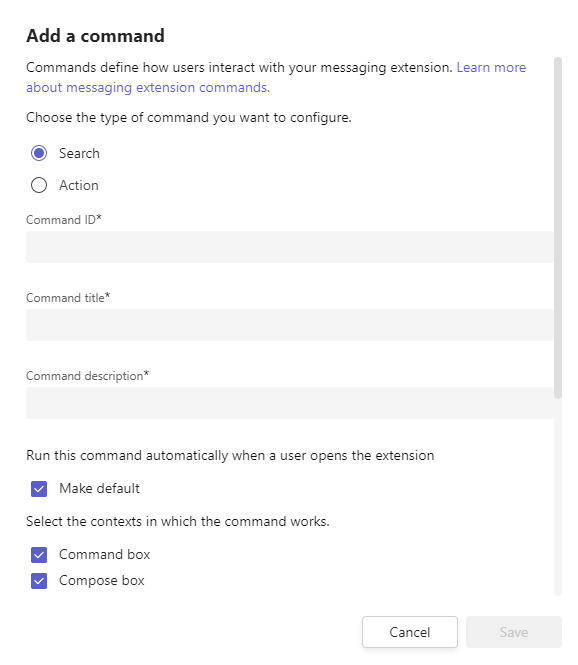 Add a command
Commands define how users interact with your messaging extension. Learn more
about messaging extension commands.
Choose the type of command you want to configure.
Search
Action
Command ID*
Command title*
Command description*
Run this command automatically when a user opens the extension
Make default
Select the contexts in which the command works.
Command box
Compose box
Cancel
Save